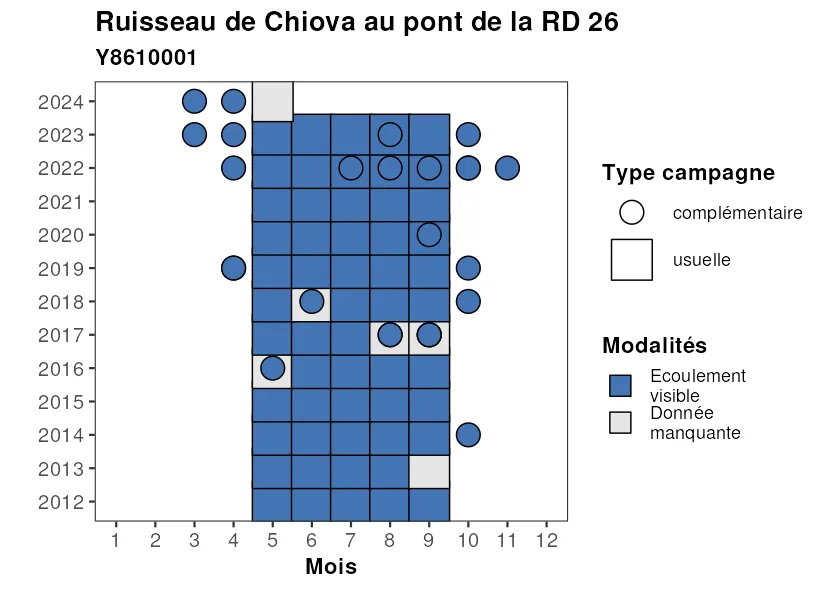 Ruisseau de Chiova au pont de la RD 26
Y8610001
2024
2023
2022
2021
2020
2019
2018
2017
2016
2015
2014
2013
2012
1 2 3 4 5 6 7 8 9 10 11 12
Mois
Type campagne
complémentaire
usuelle
Modalités
Ecoulement
visible
Donnée
manquante